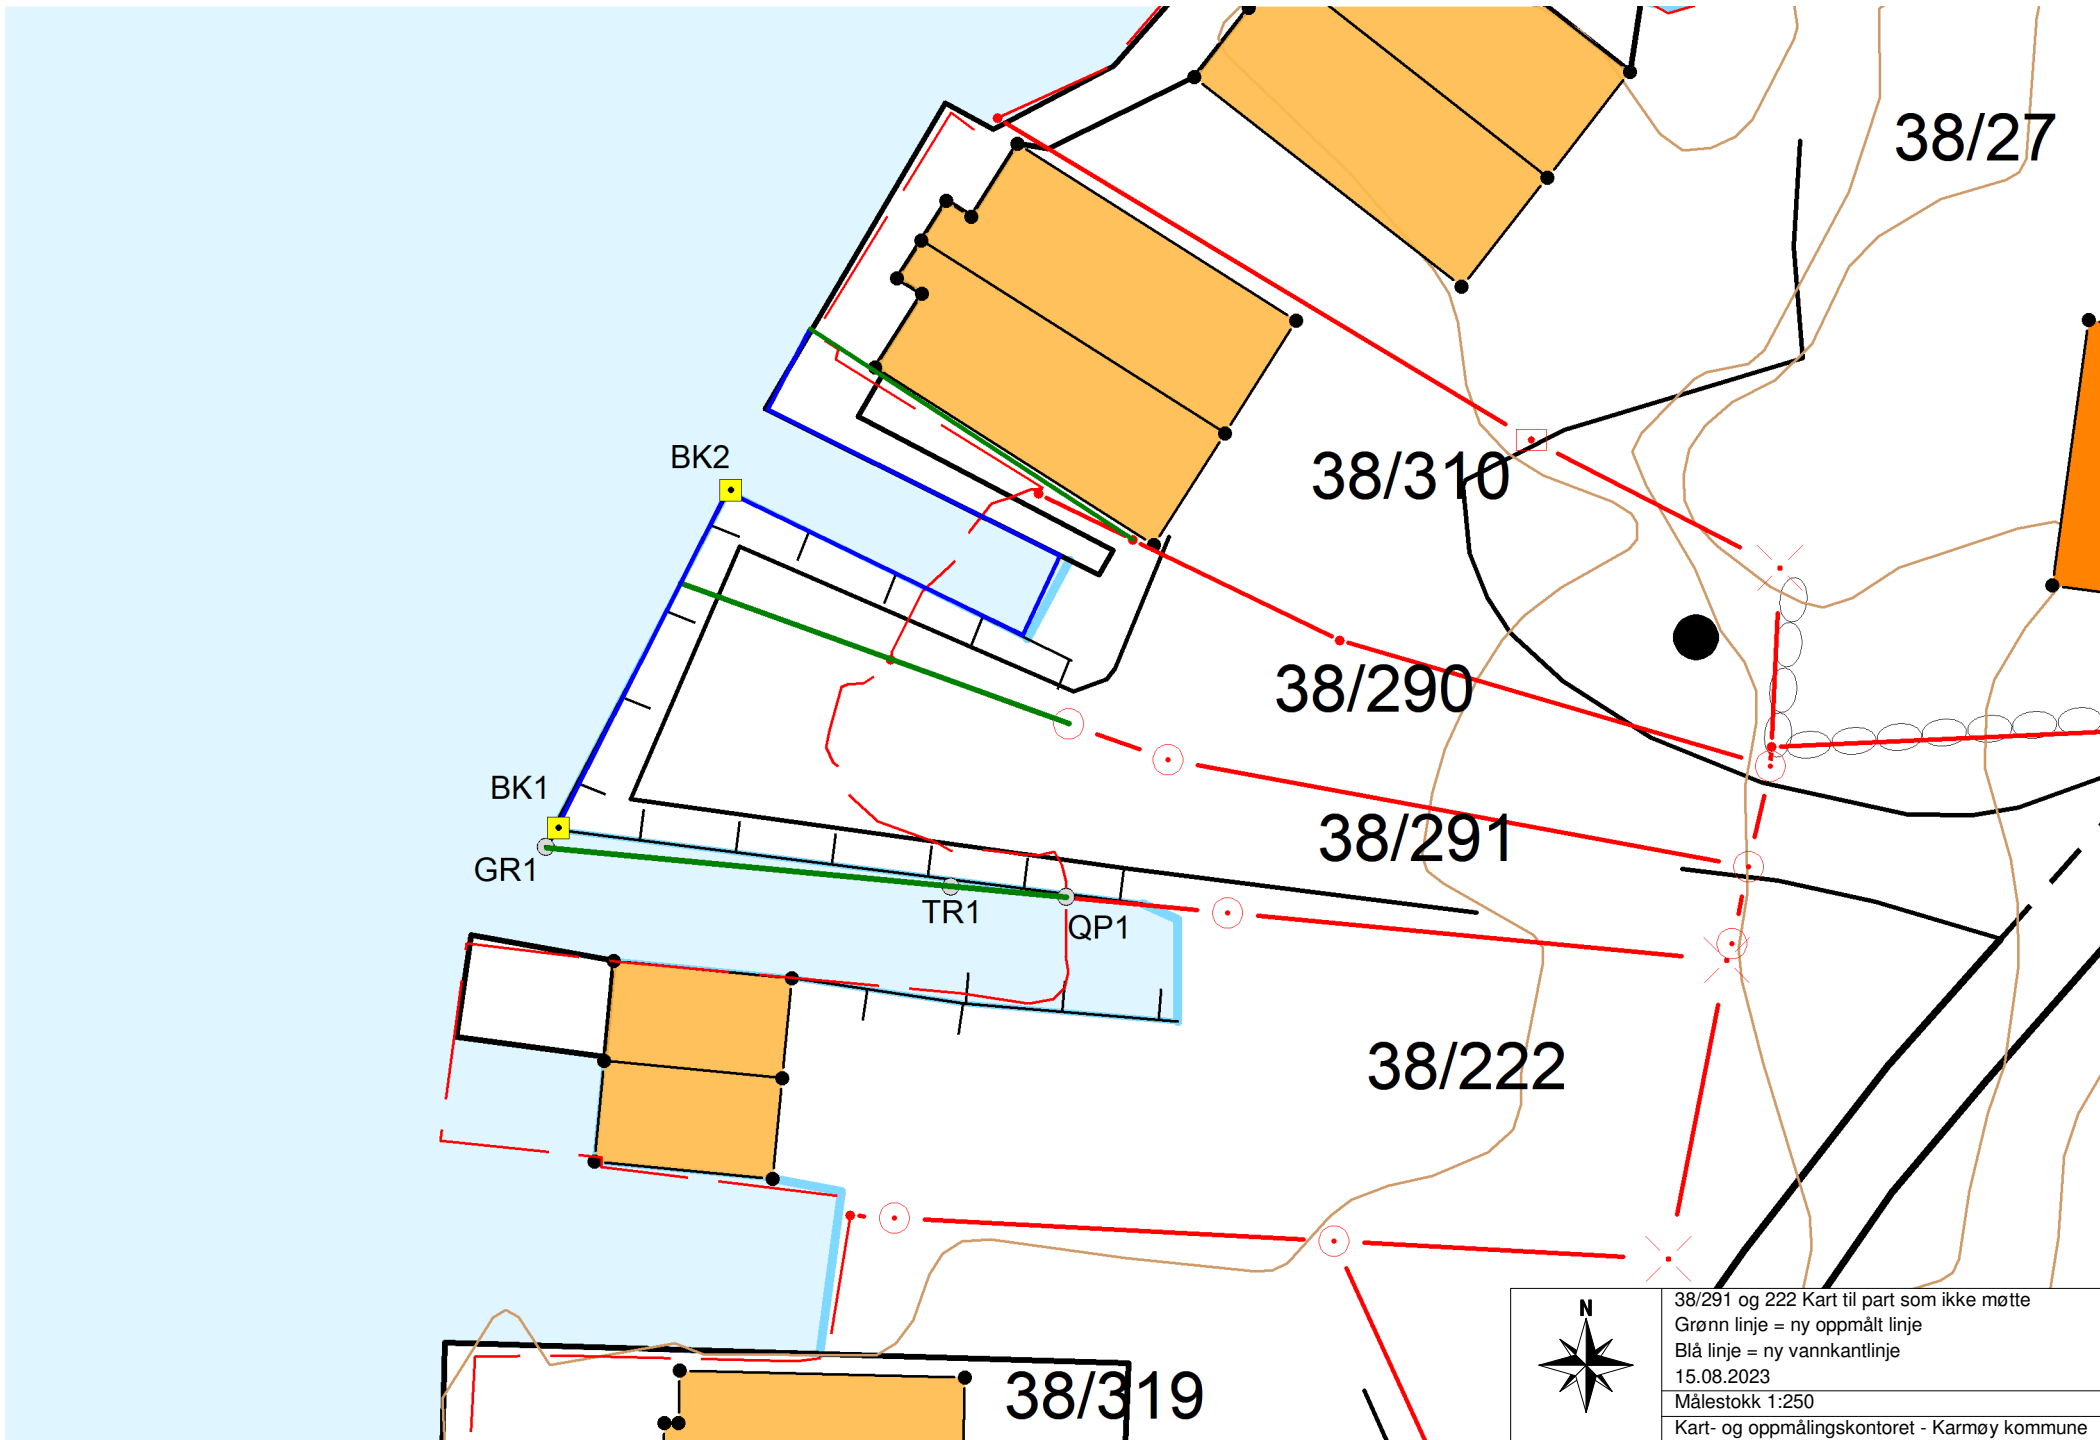 38/27
BK2
38/310
38/290
BK1
38/291
GR1
TR1
QP1
38/222
N
38/291 og 222 Kart til part som ikke møtte
Grønn linje = ny oppmålt linje
Blå linje = ny vannkantlinje
15.08.2023
Målestokk 1:250
Kart- og oppmålingskontoret - Karmøy kommune
38/319